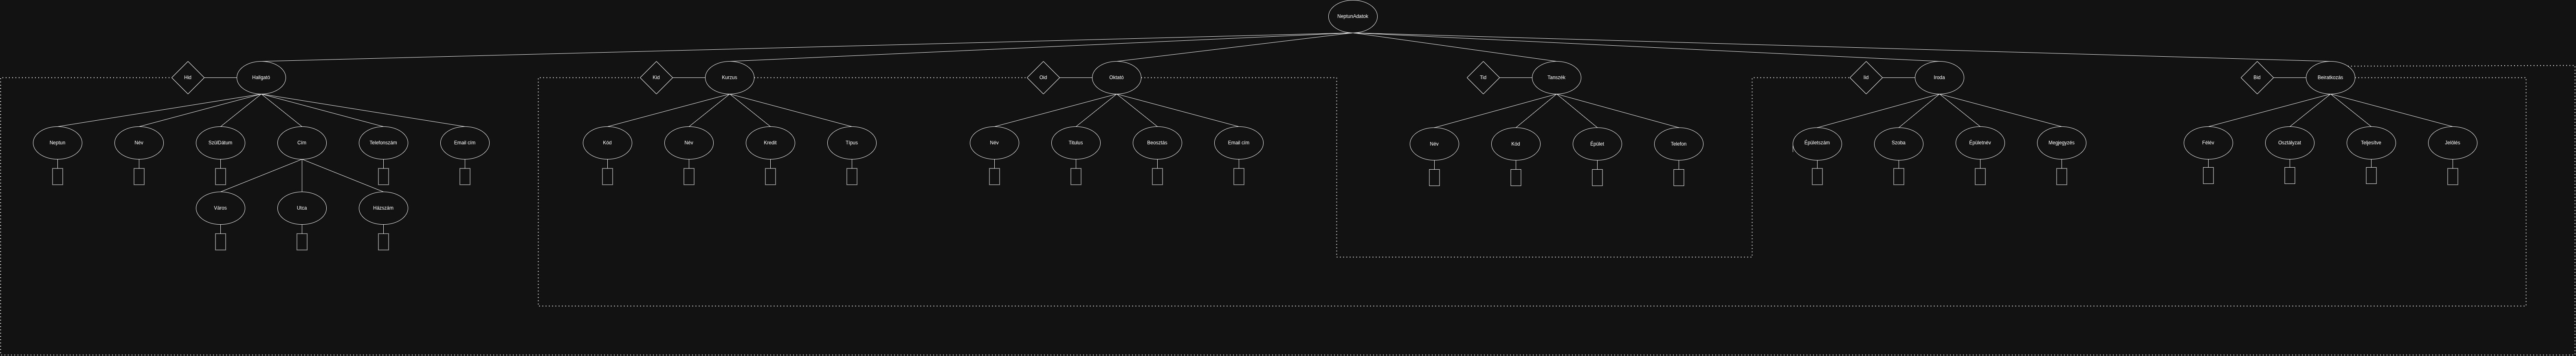 NeptunAdatok
Hid
Hallgató
Kid
Kurzus
Oid
Oktató
Tid
Tanszék
Iid
Iroda
Bid
Beiratkozás
Neptun
Név
SzülDátum
Cím
Telefonszám
Email cím
Kód
Név
Kredit
Típus
Név
Titulus
Beosztás
Email cím
Név
Kód
Épület
Telefon
Épületszám
Szoba
Épületnév
Megjegyzés
Félév
Osztályzat
Teljesítve
Jelölés
Város
Utca
Házszám